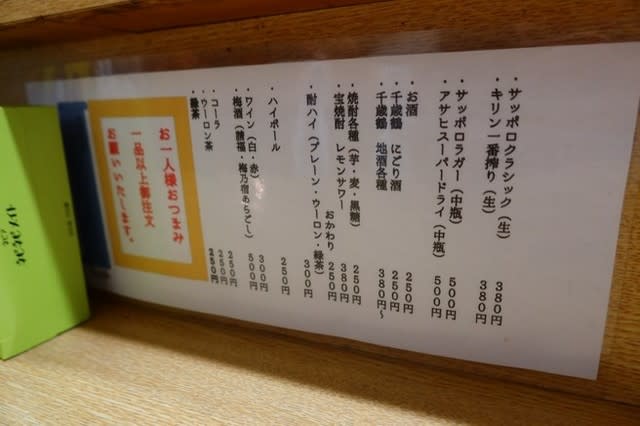 ・サッポロクラシック（生） 380円
・キリン一番搾り（生） 380円
・サッポロラガー（中瓶） 500円
・アサヒスーパードライ（中瓶） 500円
・お酒 250円
・千歳鶴 にごり酒 250円
・千歳鶴 地酒各種 380円～
・焼酎各種（芋・麦・黒糖） 250円
・宝焼酎 レモンサワー 380円
おかわり 250円
・酎ハイ（プレーン・ウーロン・緑茶） 300円
・ハイボール 250円
・ワイン（白・赤） 300円
・梅酒（・梅乃宿あらごし） 500円
・コーラ 250円
・ウーロン茶 250円
・緑茶 250円
お一人様おつまみ
一品以上御注文
お願いいたします。